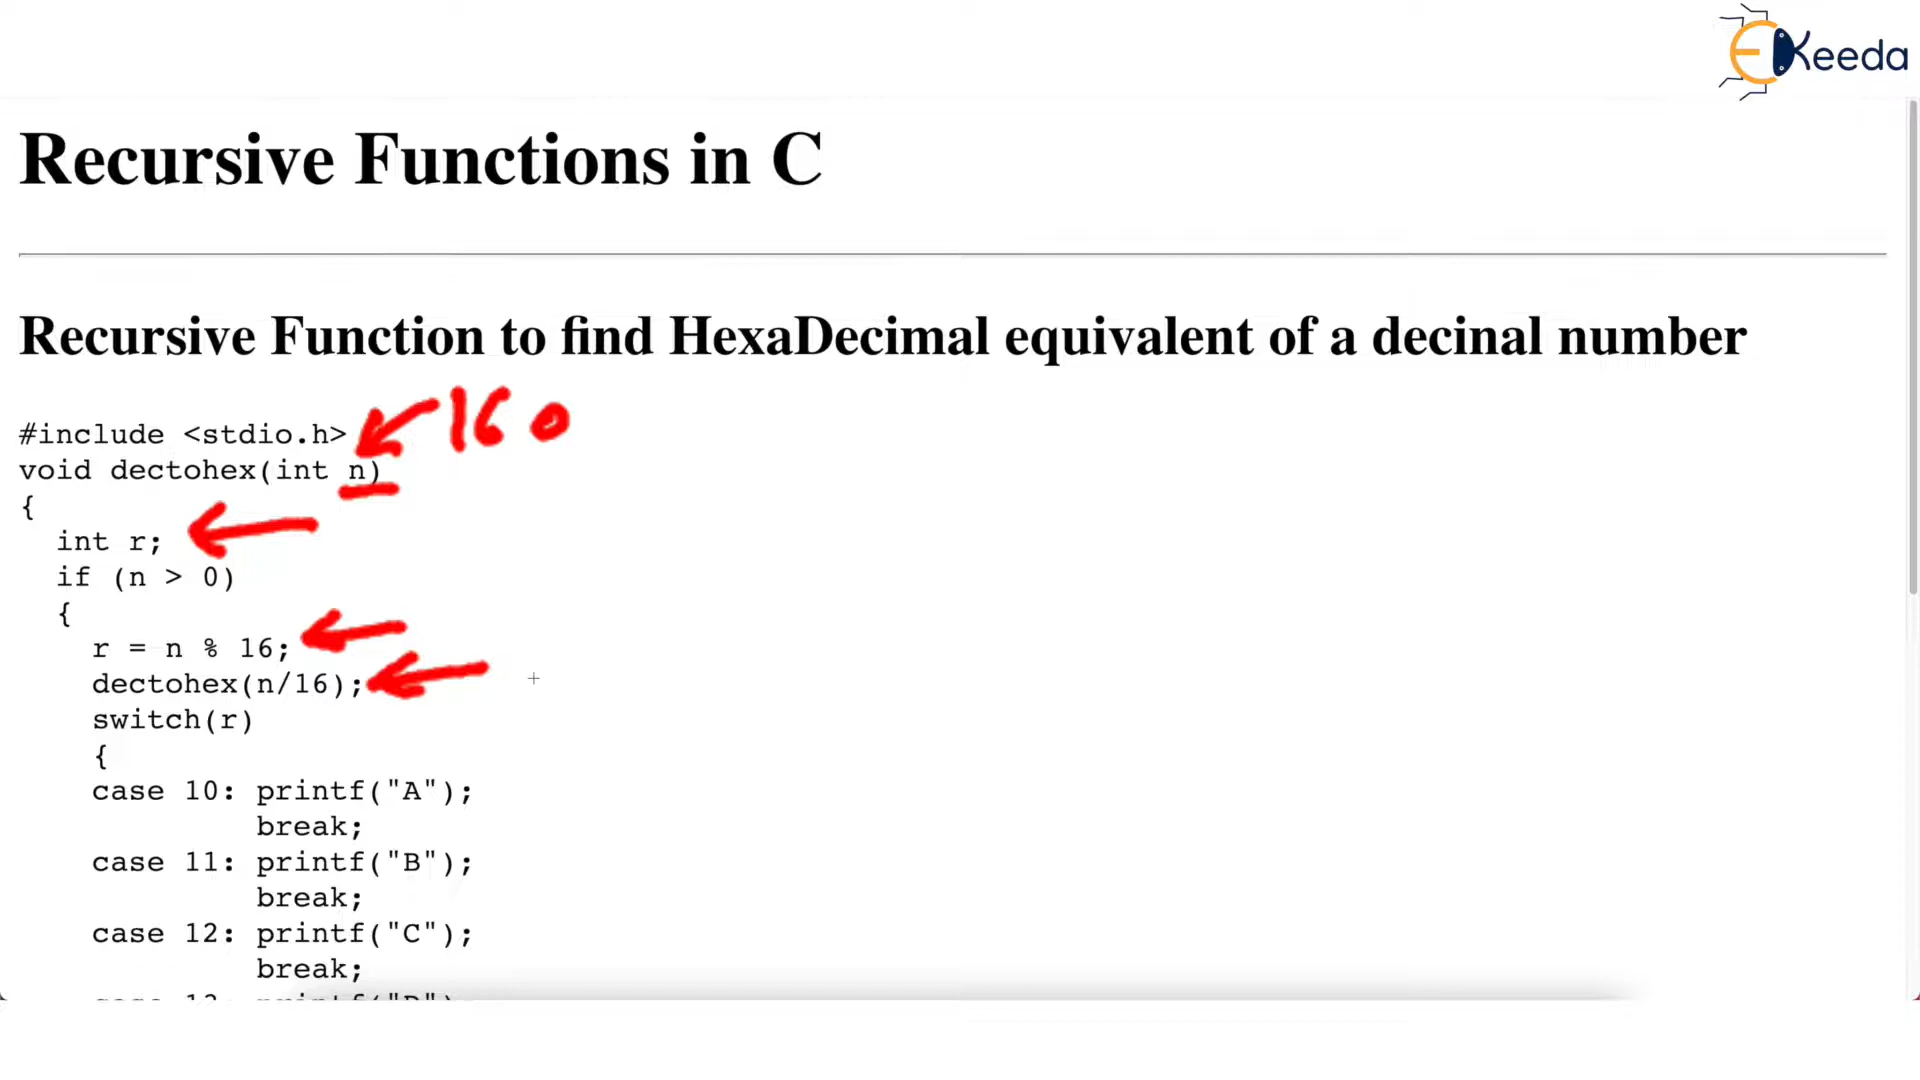 EKeeda
Recursive Functions in C
Recursive Function to find HexaDecimal equivalent of a decinal number
160
#include <stdio.h>
void dectohex(int n)
{
int r;
if (n > 0)
{
r = n % 16;
dectohex(n/16);
switch(r)
{
case 10: printf("A");
break;
case 11: printf("B");
break;
case 12: printf("C");
break;